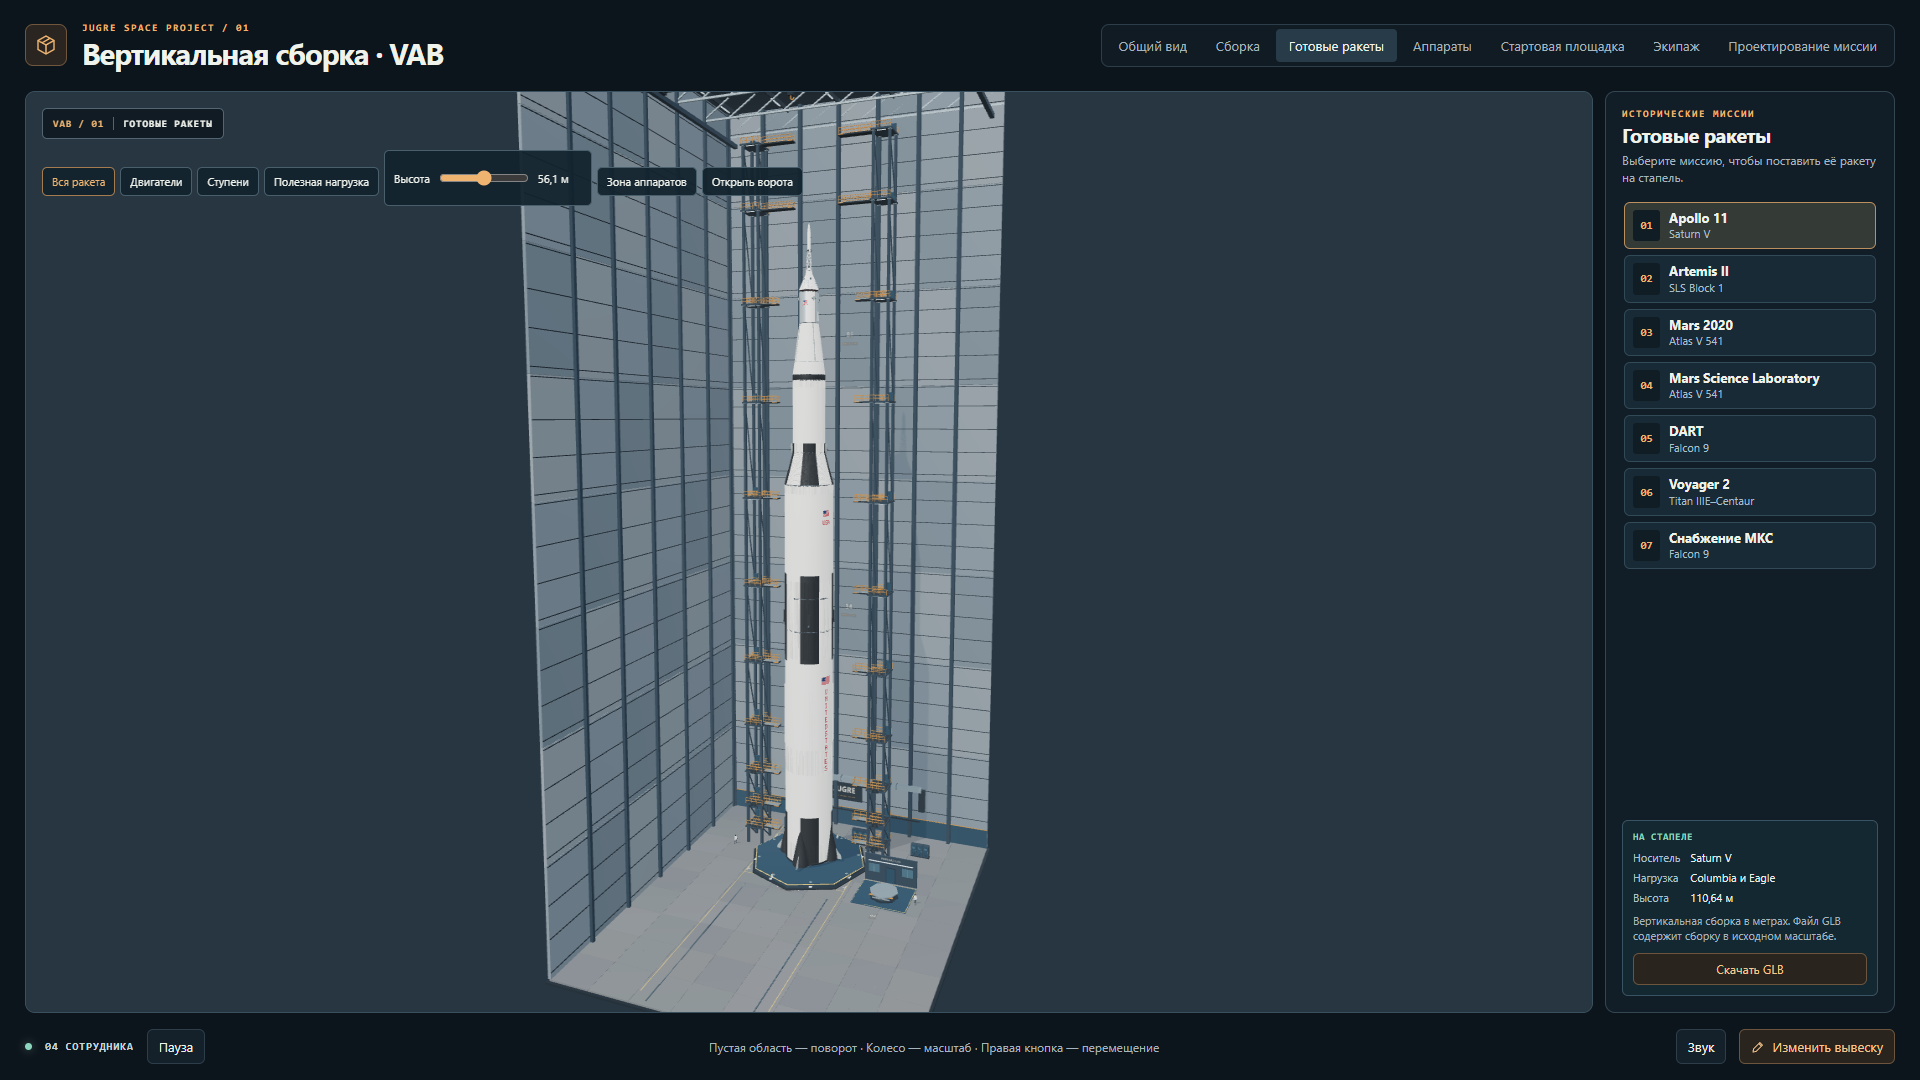 JUGRE SPACE PROJECT / 01
Вертикальная сборка · VAB
Общий вид
Сборка
Готовые ракеты
Аппараты
Стартовая площадка
Экипаж
Проектирование миссии
VAB / 01 | ГОТОВЫЕ РАКЕТЫ
Вся ракета
Двигатели
Ступени
Полезная нагрузка
Высота
56,1 м
Зона аппаратов
Открыть ворота
UNITED STATES
JGRE
ИСТОРИЧЕСКИЕ МИССИИ
Готовые ракеты
Выберите миссию, чтобы поставить её ракету
на стапель.
01
Apollo 11
Saturn V
02
Artemis II
SLS Block 1
03
Mars 2020
Atlas V 541
04
Mars Science Laboratory
Atlas V 541
05
DART
Falcon 9
06
Voyager 2
Titan IIIE–Centaur
07
Снабжение МКС
Falcon 9
НА СТАПЕЛЕ
Носитель Saturn V
Нагрузка Columbia и Eagle
Высота 110,64 м
Вертикальная сборка в метрах. Файл GLB
содержит сборку в исходном масштабе.
Скачать GLB
04 СОТРУДНИКА
Пауза
Пустая область — поворот · Колесо — масштаб · Правая кнопка — перемещение
Звук
Изменить вывеску